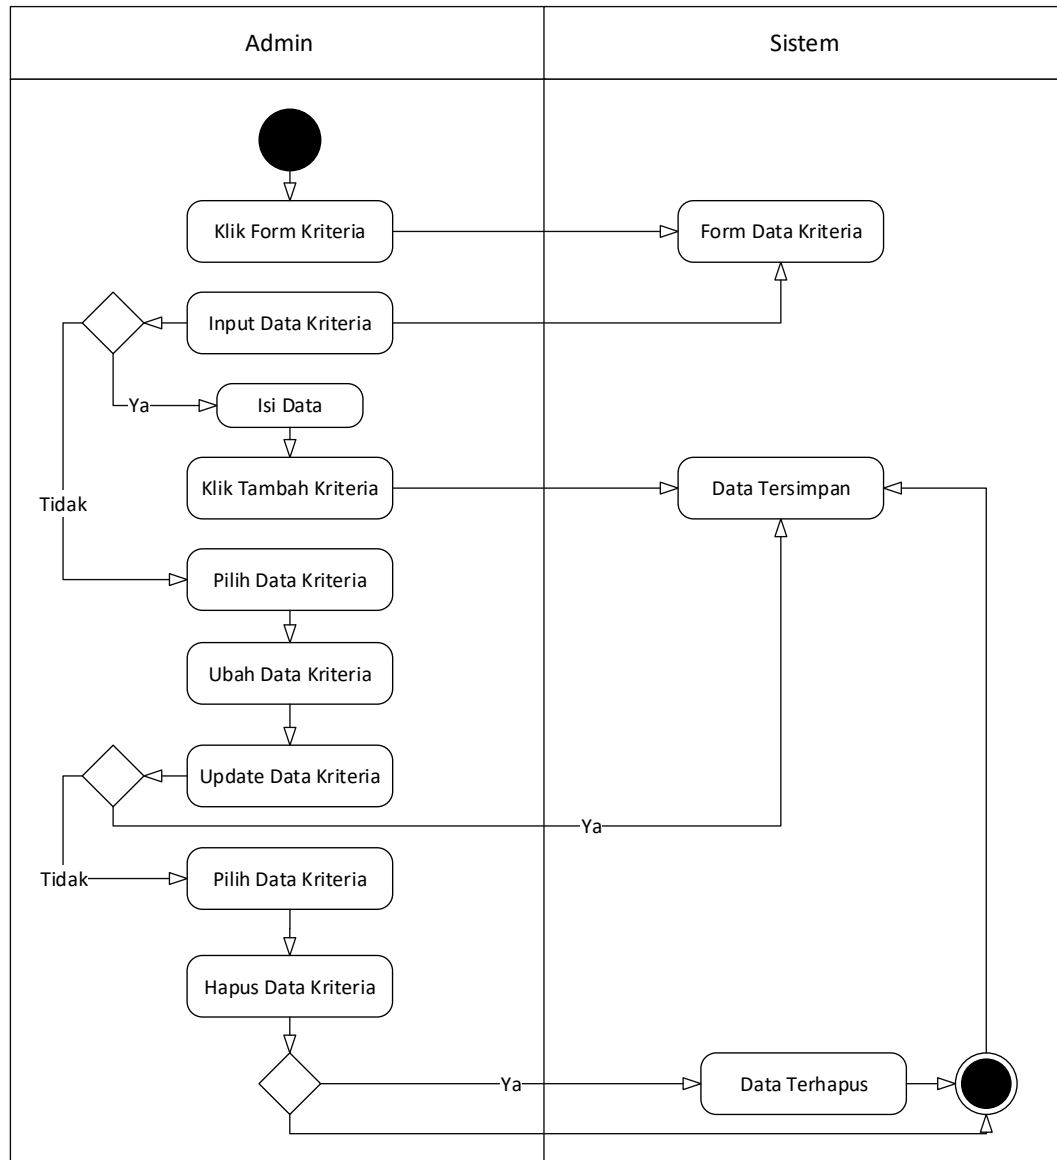 Admin
Sistem
Klik Form Kriteria
Form Data Kriteria
Input Data Kriteria
Ya
Isi Data
Tidak
Klik Tambah Kriteria
Data Tersimpan
Pilih Data Kriteria
Ubah Data Kriteria
Update Data Kriteria
Ya
Tidak
Pilih Data Kriteria
Hapus Data Kriteria
Ya
Data Terhapus